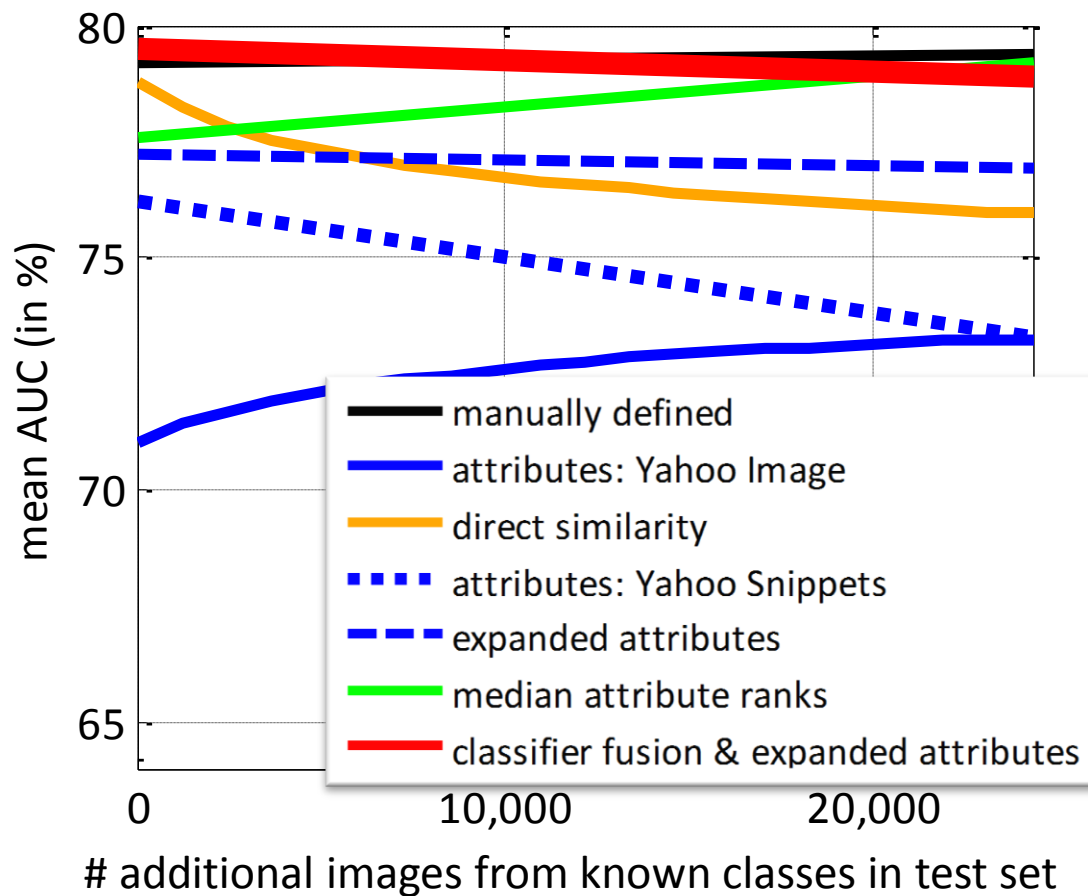 80
75
70
65
mean AUC (in %)
manually defined
attributes: Yahoo Image
direct similarity
attributes: Yahoo Snippets
expanded attributes
median attribute ranks
classifier fusion & expanded attributes
0
10,000
20,000
# additional images from known classes in test set